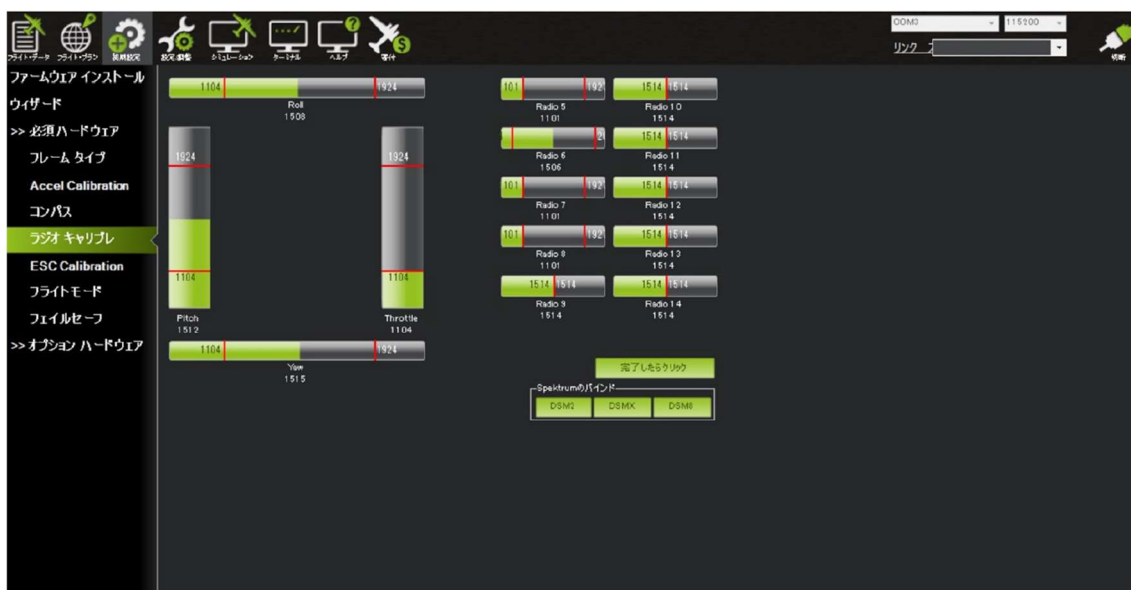 COM3 115200
リンク
フライト・データ フライト・プラン 初期設定 設定/調整 シミュレーション ターミナル ヘルプ 寄付 切断
ファームウェア インストール
ウィザード
>> 必須ハードウェア
フレーム タイプ
Accel Calibration
コンパス
ラジオ キャリブレ
ESC Calibration
フライトモード
フェイルセーフ
>> オプション ハードウェア
1104 1924
Roll
1508
1924
1104
Pitch
1512
1924
1104
Throttle
1104
1104 1924
Yaw
1515
101 192
Radio 5
1101
Radio 6
1506
101 192
Radio 7
1101
101 192
Radio 8
1101
1514 1514
Radio 9
1514
1514 1514
Radio 10
1514
1514 1514
Radio 11
1514
1514 1514
Radio 12
1514
1514 1514
Radio 13
1514
1514 1514
Radio 14
1514
完了したらクリック
Spektrumのバインド
DSM2 DSMX DSM8